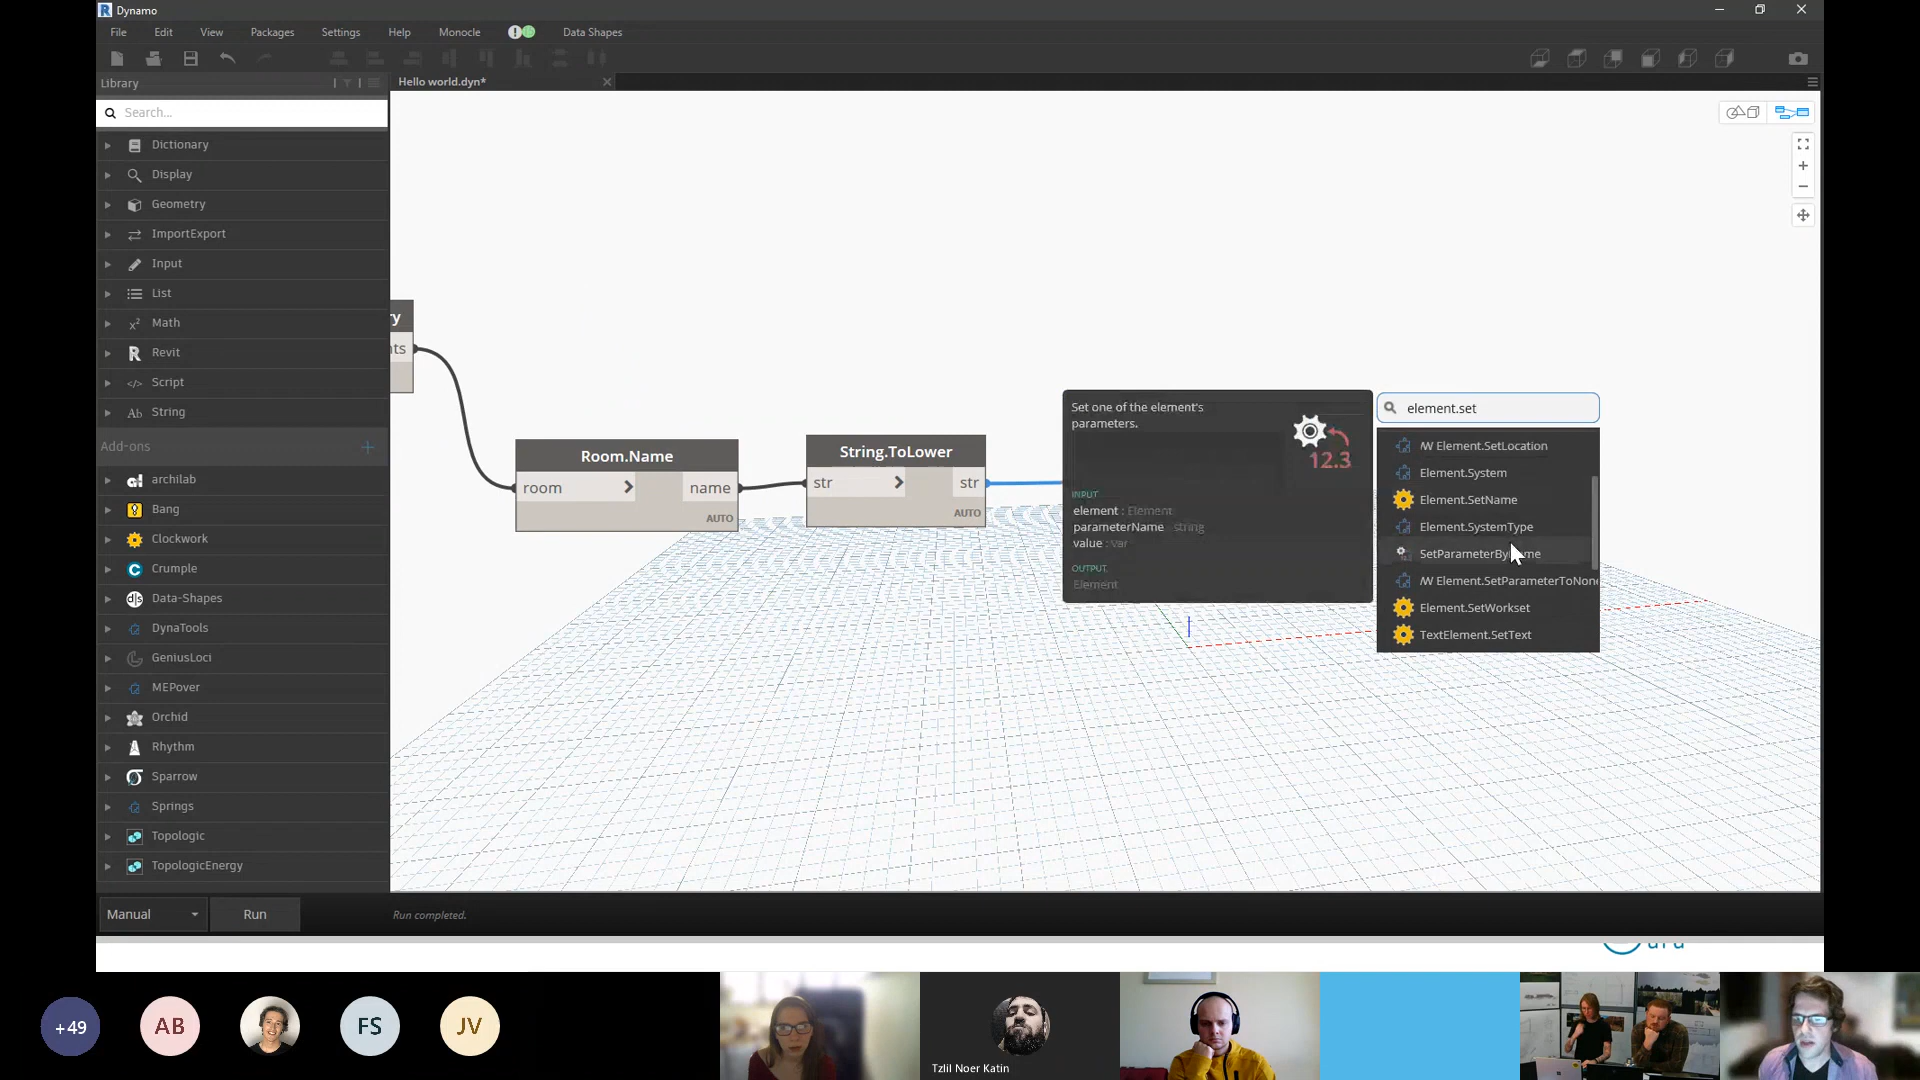 Dynamo
File Edit View Packages Settings Help Monocle Data Shapes
Library
Hello world.dyn*
Search...
Dictionary
Display
Geometry
ImportExport
Input
List
Math
Revit
Script
String
Add-ons
archilab
Bang
Clockwork
Crumple
Data-Shapes
DynaTools
GeniusLoci
MEPover
Orchid
Rhythm
Sparrow
Springs
Topologic
TopologicEnergy
Room.Name
room > name
AUTO
String.ToLower
str > str
AUTO
Set one of the element's
parameters.
12.3
INPUT
element : Element
parameterName : string
value : var
OUTPUT
Element
element.set
Element.SetLocation
Element.System
Element.SetName
Element.SystemType
SetParameterBy
Element.SetParameterToNone
Element.SetWorkset
TextElement.SetText
Manual
Run
Run completed.
+49
AB
FS
JV
Tzlil Noer Katin